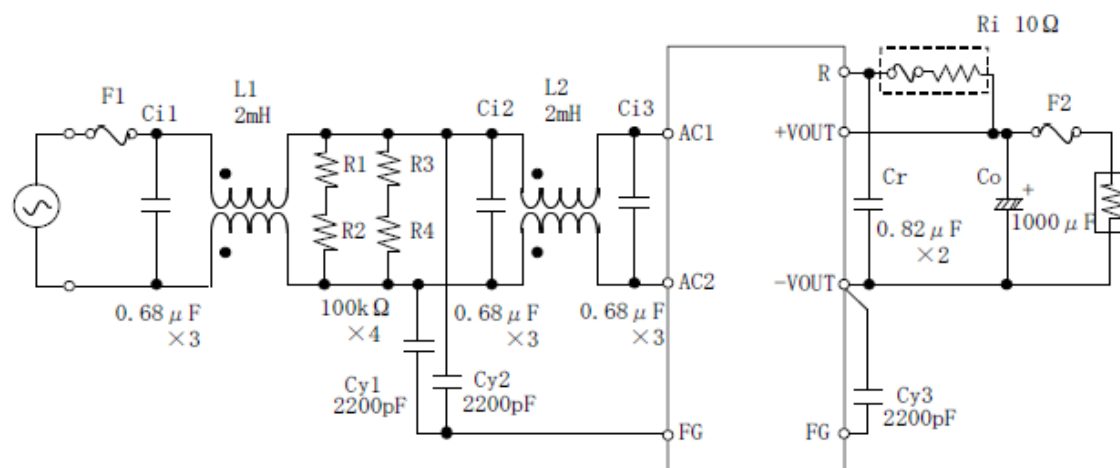 Ri 10Ω
F1
Ci1
L1
2mH
Ci2
L2
2mH
Ci3
R
F2
AC1
+VOUT
R1
R3
Cr
Co
+
R2
R4
0.82μF
×2
1000μF
AC2
-VOUT
0.68μF
×3
100kΩ
×4
0.68μF
×3
0.68μF
×3
Cy1
2200pF
Cy2
2200pF
Cy3
2200pF
FG
FG